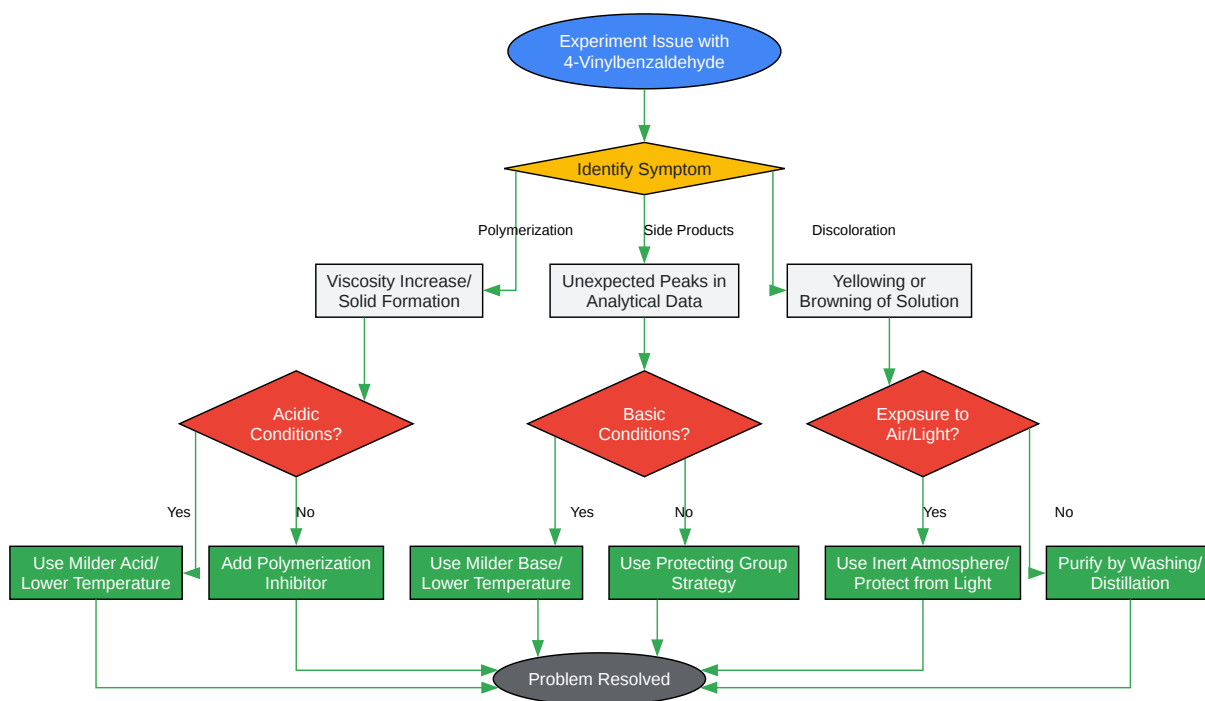 Experiment Issue with
4-Vinylbenzaldehyde
Identify Symptom
Polymerization
Side Products
Discoloration
Viscosity Increase/
Solid Formation
Unexpected Peaks in
Analytical Data
Yellowing or
Browning of Solution
Acidic
Conditions?
Basic
Conditions?
Exposure to
Air/Light?
Yes
No
Yes
No
Yes
No
Use Milder Acid/
Lower Temperature
Add Polymerization
Inhibitor
Use Milder Base/
Lower Temperature
Use Protecting Group
Strategy
Use Inert Atmosphere/
Protect from Light
Purify by Washing/
Distillation
Problem Resolved